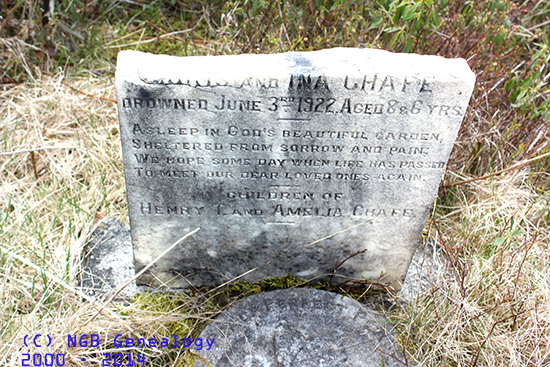 AND INA CHAFE
DROWNED JUNE 3RD 1922. AGED 8 & 6 YRS.
ASLEEP IN GOD'S BEAUTIFUL GARDEN,
SHELTERED FROM SORROW AND PAIN;
WE HOPE SOME DAY WHEN LIFE HAS PASSED
TO MEET OUR DEAR LOVED ONES AGAIN.
CHILDREN OF
HENRY T. AND AMELIA CHAFE.
(C) NGB Genealogy
2000 - 2014